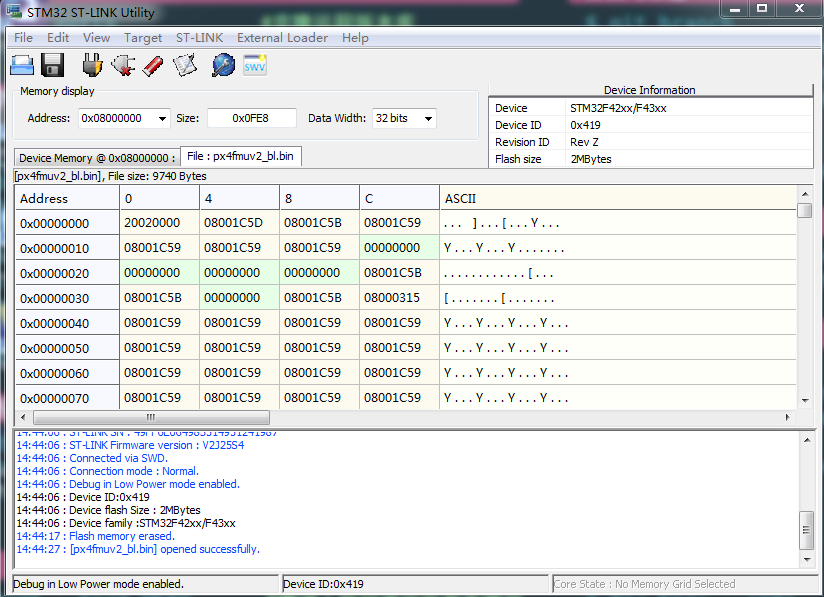 STM32 ST-LINK Utility
File Edit View Target ST-LINK External Loader Help
SWV
Memory display
Address: 0x08000000 Size: 0x0FE8 Data Width: 32 bits
Device Information
Device STM32F42xx/F43xx
Device ID 0x419
Revision ID Rev Z
Flash size 2MBytes
Device Memory @ 0x08000000 : File : px4fmuv2_bl.bin
[px4fmuv2_bl.bin], File size: 9740 Bytes
Address 0 4 8 C ASCII
0x00000000 20020000 08001C5D 08001C5B 08001C59 ... ]...[...Y...
0x00000010 08001C59 08001C59 08001C59 00000000 Y...Y...Y.......
0x00000020 00000000 00000000 00000000 08001C5B ............[...
0x00000030 08001C5B 00000000 08001C5B 08000315 [.......[.......
0x00000040 08001C59 08001C59 08001C59 08001C59 Y...Y...Y...Y...
0x00000050 08001C59 08001C59 08001C59 08001C59 Y...Y...Y...Y...
0x00000060 08001C59 08001C59 08001C59 08001C59 Y...Y...Y...Y...
0x00000070 08001C59 08001C59 08001C59 08001C59 Y...Y...Y...Y...
14:44:06 : ST-LINK SN :
14:44:06 : ST-LINK Firmware version : V2J25S4
14:44:06 : Connected via SWD.
14:44:06 : Connection mode : Normal.
14:44:06 : Debug in Low Power mode enabled.
14:44:06 : Device ID:0x419
14:44:06 : Device flash Size : 2MBytes
14:44:06 : Device family :STM32F42xx/F43xx
14:44:17 : Flash memory erased.
14:44:27 : [px4fmuv2_bl.bin] opened successfully.
Debug in Low Power mode enabled. Device ID:0x419 Core State : No Memory Grid Selected